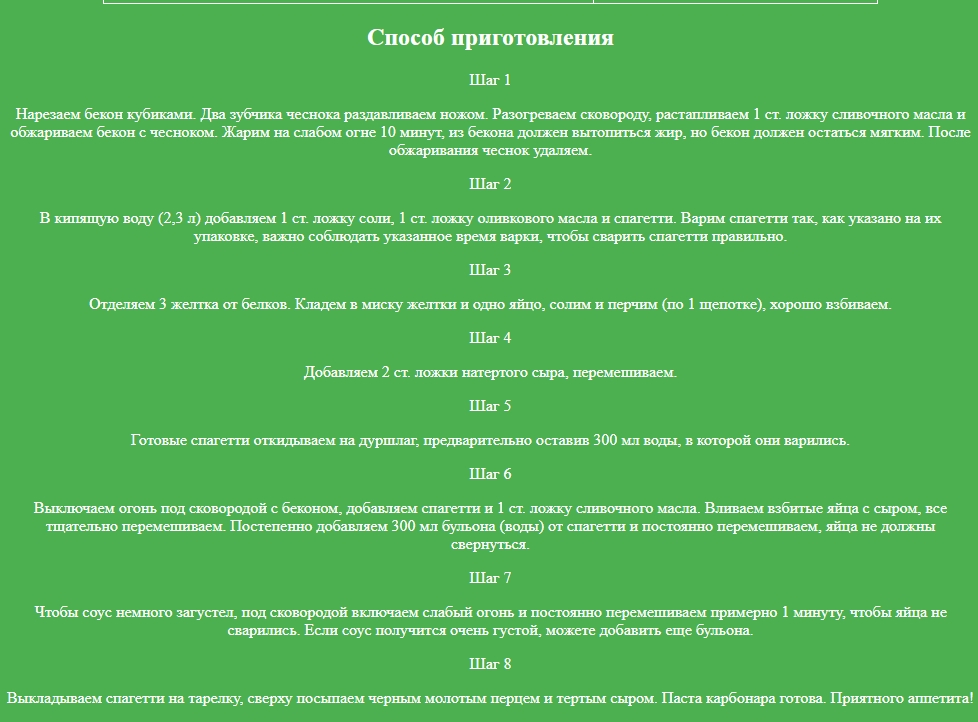 Способ приготовления
Шаг 1
Нарезаем бекон кубиками. Два зубчика чеснока раздавливаем ножом. Разогреваем сковороду, растапливаем 1 ст. ложку сливочного масла и
обжариваем бекон с чесноком. Жарим на слабом огне 10 минут, из бекона должен вытопиться жир, но бекон должен остаться мягким. После
обжаривания чеснок удаляем.
Шаг 2
В кипящую воду (2,3 л) добавляем 1 ст. ложку соли, 1 ст. ложку оливкового масла и спагетти. Варим спагетти так, как указано на их
упаковке, важно соблюдать указанное время варки, чтобы сварить спагетти правильно.
Шаг 3
Отделяем 3 желтка от белков. Кладем в миску желтки и одно яйцо, солим и перчим (по 1 щепотке), хорошо взбиваем.
Шаг 4
Добавляем 2 ст. ложки натертого сыра, перемешиваем.
Шаг 5
Готовые спагетти откидываем на дуршлаг, предварительно оставив 300 мл воды, в которой они варились.
Шаг 6
Выключаем огонь под сковородой с беконом, добавляем спагетти и 1 ст. ложку сливочного масла. Вливаем взбитые яйца с сыром, все
тщательно перемешиваем. Постепенно добавляем 300 мл бульона (воды) от спагетти и постоянно перемешиваем, яйца не должны
свернуться.
Шаг 7
Чтобы соус немного загустел, под сковородой включаем слабый огонь и постоянно перемешиваем примерно 1 минуту, чтобы яйца не
сварились. Если соус получится очень густой, можете добавить еще бульона.
Шаг 8
Выкладываем спагетти на тарелку, сверху посыпаем черным молотым перцем и тертым сыром. Паста карбонара готова. Приятного аппетита!